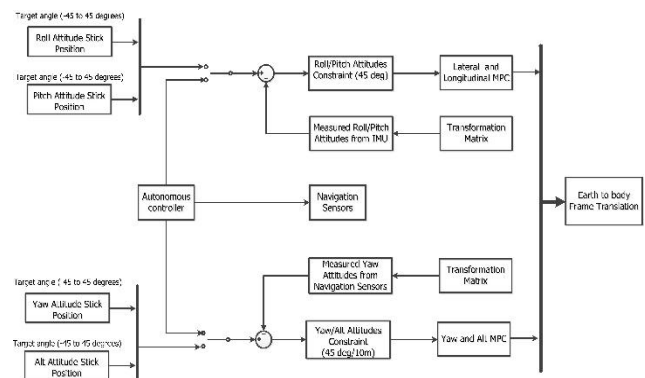 Target angle (-45 to 45 degrees)
Roll Attitude Stick
Position
Target angle (-45 to 45 degrees)
Pitch Attitude Stick
Position
Roll/Pitch Attitudes
Constraint (45 deg)
Lateral and
Longitudinal MPC
Measured Roll/Pitch
Attitudes from IMU
Transformation
Matrix
Autonomous
controller
Navigation
Sensors
Earth to body
Frame Translation
Measured Yaw
Attitudes from
Navigation Sensors
Transformation
Matrix
Target angle (-45 to 45 degrees)
Yaw Attitude Stick
Position
Target angle (-45 to 45 degrees)
Alt Attitude Stick
Position
Yaw/Alt Attitudes
Constraint
(45 deg/10m)
Yaw and Alt MPC